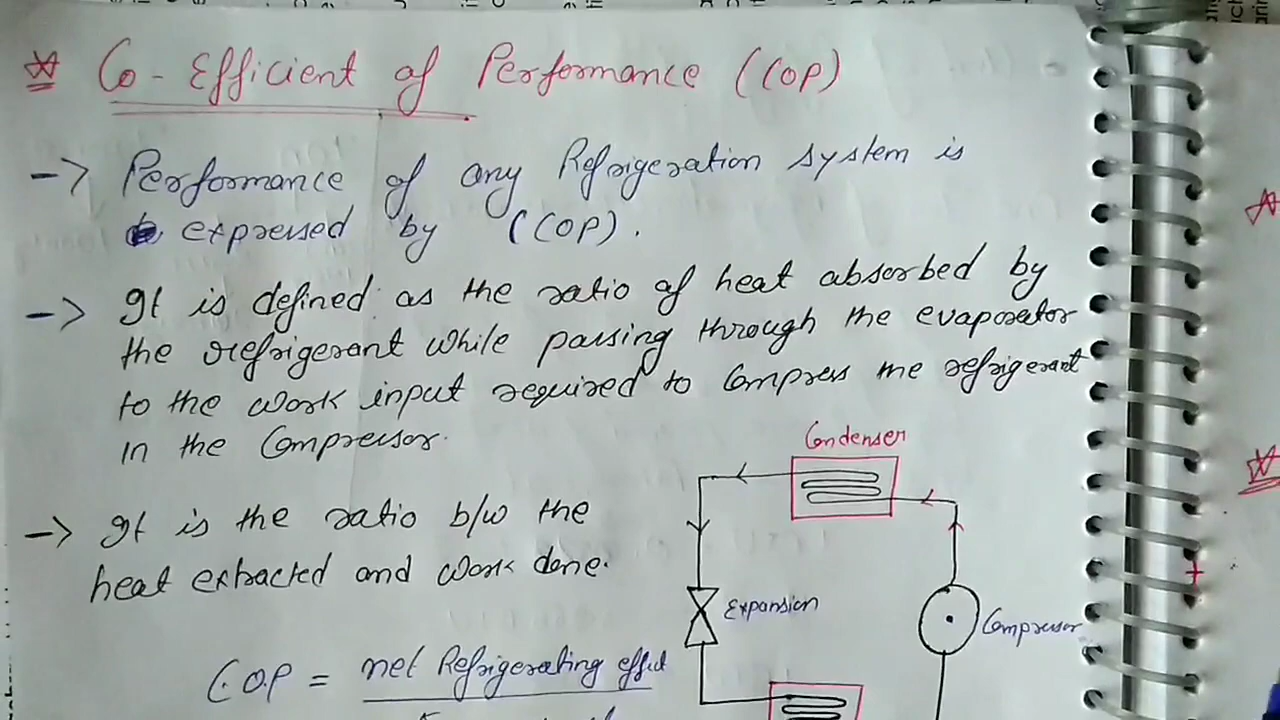 Co-Efficient of Performance (COP)
-> Performance of any Refrigeration system is
expressed by (COP).
-> It is defined as the ratio of heat absorbed by
the refrigerant while passing through the evaporator
to the work input required to Compress the refrigerant
in the Compressor.
-> It is the ratio b/w the
heat extracted and work done.
C.O.P = net Refrigerating effect
Condenser
Expansion
Compressor